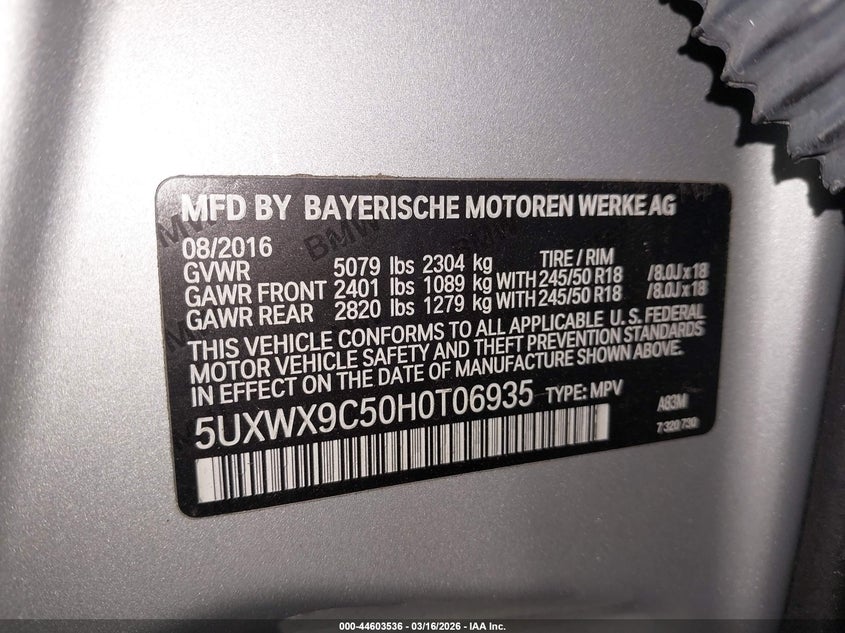 MFD BY BAYERISCHE MOTOREN WERKE AG
08/2016
GVWR 5079 lbs 2304 kg TIRE / RIM
GAWR FRONT 2401 lbs 1089 kg WITH 245/50 R18 /8.0J x 18
GAWR REAR 2820 lbs 1279 kg WITH 245/50 R18 /8.0J x 18
THIS VEHICLE CONFORMS TO ALL APPLICABLE U.S. FEDERAL
MOTOR VEHICLE SAFETY AND THEFT PREVENTION STANDARDS
IN EFFECT ON THE DATE OF MANUFACTURE SHOWN ABOVE.
5UXWX9C50H0T06935 TYPE: MPV A83M
7 320 730
000-44603536 - 03/16/2026 - IAA Inc.